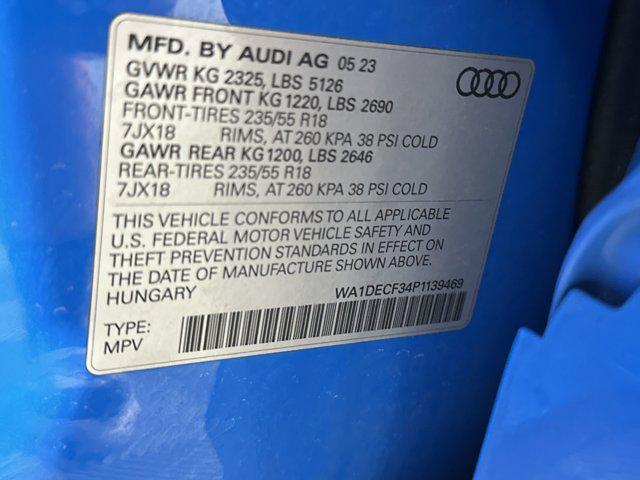 MFD. BY AUDI AG 05 23
GVWR KG 2325, LBS 5126
GAWR FRONT KG 1220, LBS 2690
FRONT-TIRES 235/55 R18
7JX18 RIMS, AT 260 KPA 38 PSI COLD
GAWR REAR KG 1200, LBS 2646
REAR-TIRES 235/55 R18
7JX18 RIMS, AT 260 KPA 38 PSI COLD
THIS VEHICLE CONFORMS TO ALL APPLICABLE
U.S. FEDERAL MOTOR VEHICLE SAFETY AND
THEFT PREVENTION STANDARDS IN EFFECT ON
THE DATE OF MANUFACTURE SHOWN ABOVE.
HUNGARY
WA1DECF34P1139469
TYPE:
MPV